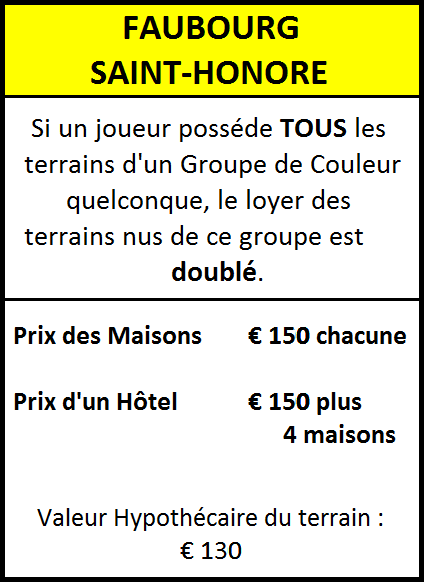 FAUBOURG
SAINT-HONORE
Si un joueur posséde TOUS les
terrains d'un Groupe de Couleur
quelconque, le loyer des
terrains nus de ce groupe est
doublé.
Prix des Maisons € 150 chacune
Prix d'un Hôtel € 150 plus
4 maisons
Valeur Hypothécaire du terrain :
€ 130